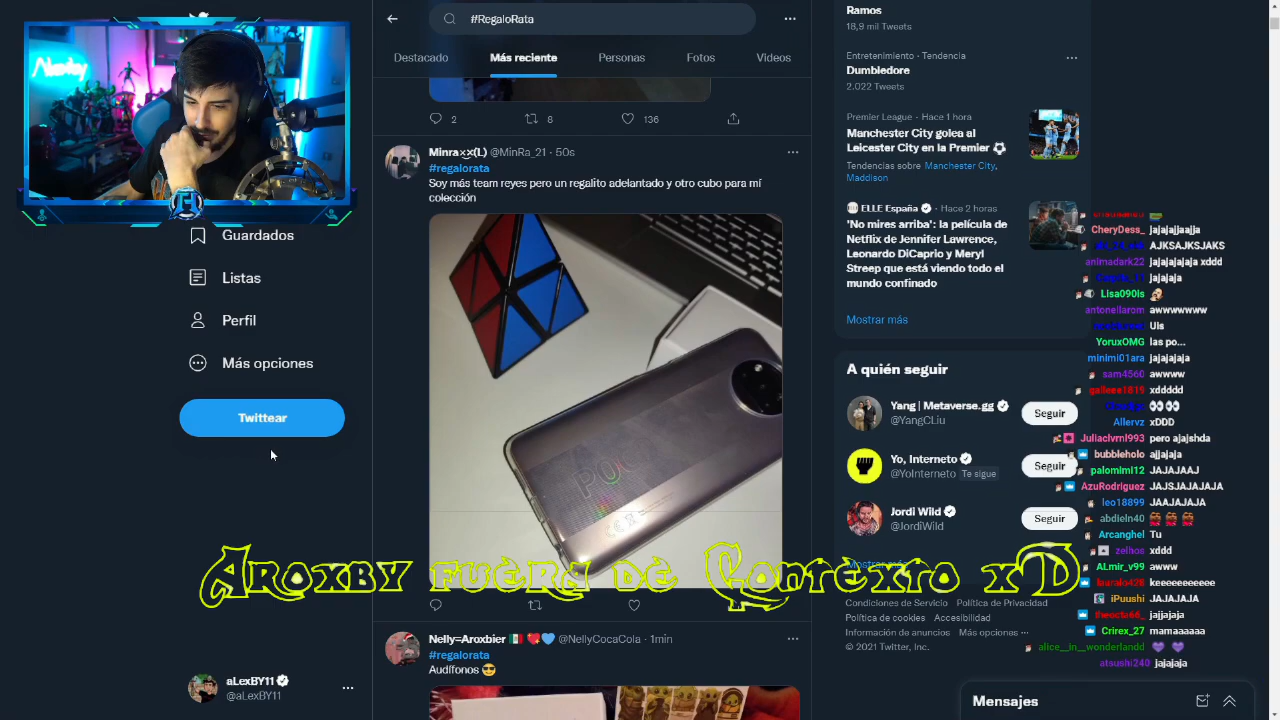 Alexby
Guardados
Listas
Perfil
Más opciones
Twittear
aLexBY11
@aLexBY11
#RegaloRata
Destacado
Más reciente
Personas
Fotos
Videos
2
8
136
@MinRa_21 · 50s
#regalorata
Soy más team reyes pero un regalito adelantado y otro cubo para mí
colección
Nelly=Aroxbier @NellyCocaCola · 1min
#regalorata
Audífonos 😎
Ramos
18,9 mil Tweets
Entretenimiento · Tendencia
Dumbledore
2.022 Tweets
Premier League · Hace 1 hora
Manchester City golea al
Leicester City en la Premier ⚽
Tendencias sobre Manchester City,
Maddison
ELLE España · Hace 2 horas
'No mires arriba': la película de
Netflix de Jennifer Lawrence,
Leonardo DiCaprio y Meryl
Streep que está viendo todo el
mundo confinado
Mostrar más
A quién seguir
Yang | Metaverse.gg
@YangCLiu
Seguir
Yo, Interneto
@YoInterneto Te sigue
Seguir
Jordi Wild
@JordiWild
Seguir
Mostrar más
Condiciones de Servicio Política de Privacidad
Política de cookies Accesibilidad
Información de anuncios Más opciones ···
© 2021 Twitter, Inc.
Mensajes
CheryDess_ jajajajaajja
AJKSAJKSJAKS
animadark22 jajajajajaja xddd
jajajaja
Lisa090ls
antonellarom awwwwwww
Uis
YoruxOMG las po...
minimi01ara jajajajaja
sam4560 awwww
xddddd
👀👀
Allervz xDDD
Juliaclvrnl993 pero ajajshda
bubbleholo ajjajaja
palomimi12 JAJAJAAJ
AzuRodriguez JAJSJAJAJAJA
leo18899 JAAJAJAJA
abdieln40
Arcanghel Tu
zeihos xddd
ALmir_v99 awww
keeeeeeeeeee
iPuushi JAJAJAJA
jajjajaja
Crirex_27 mamaaaaaa
alice__in__wonderlandd 💜 💜
atsushi240 jajajaja
Aroxby fuera de Contexto xD